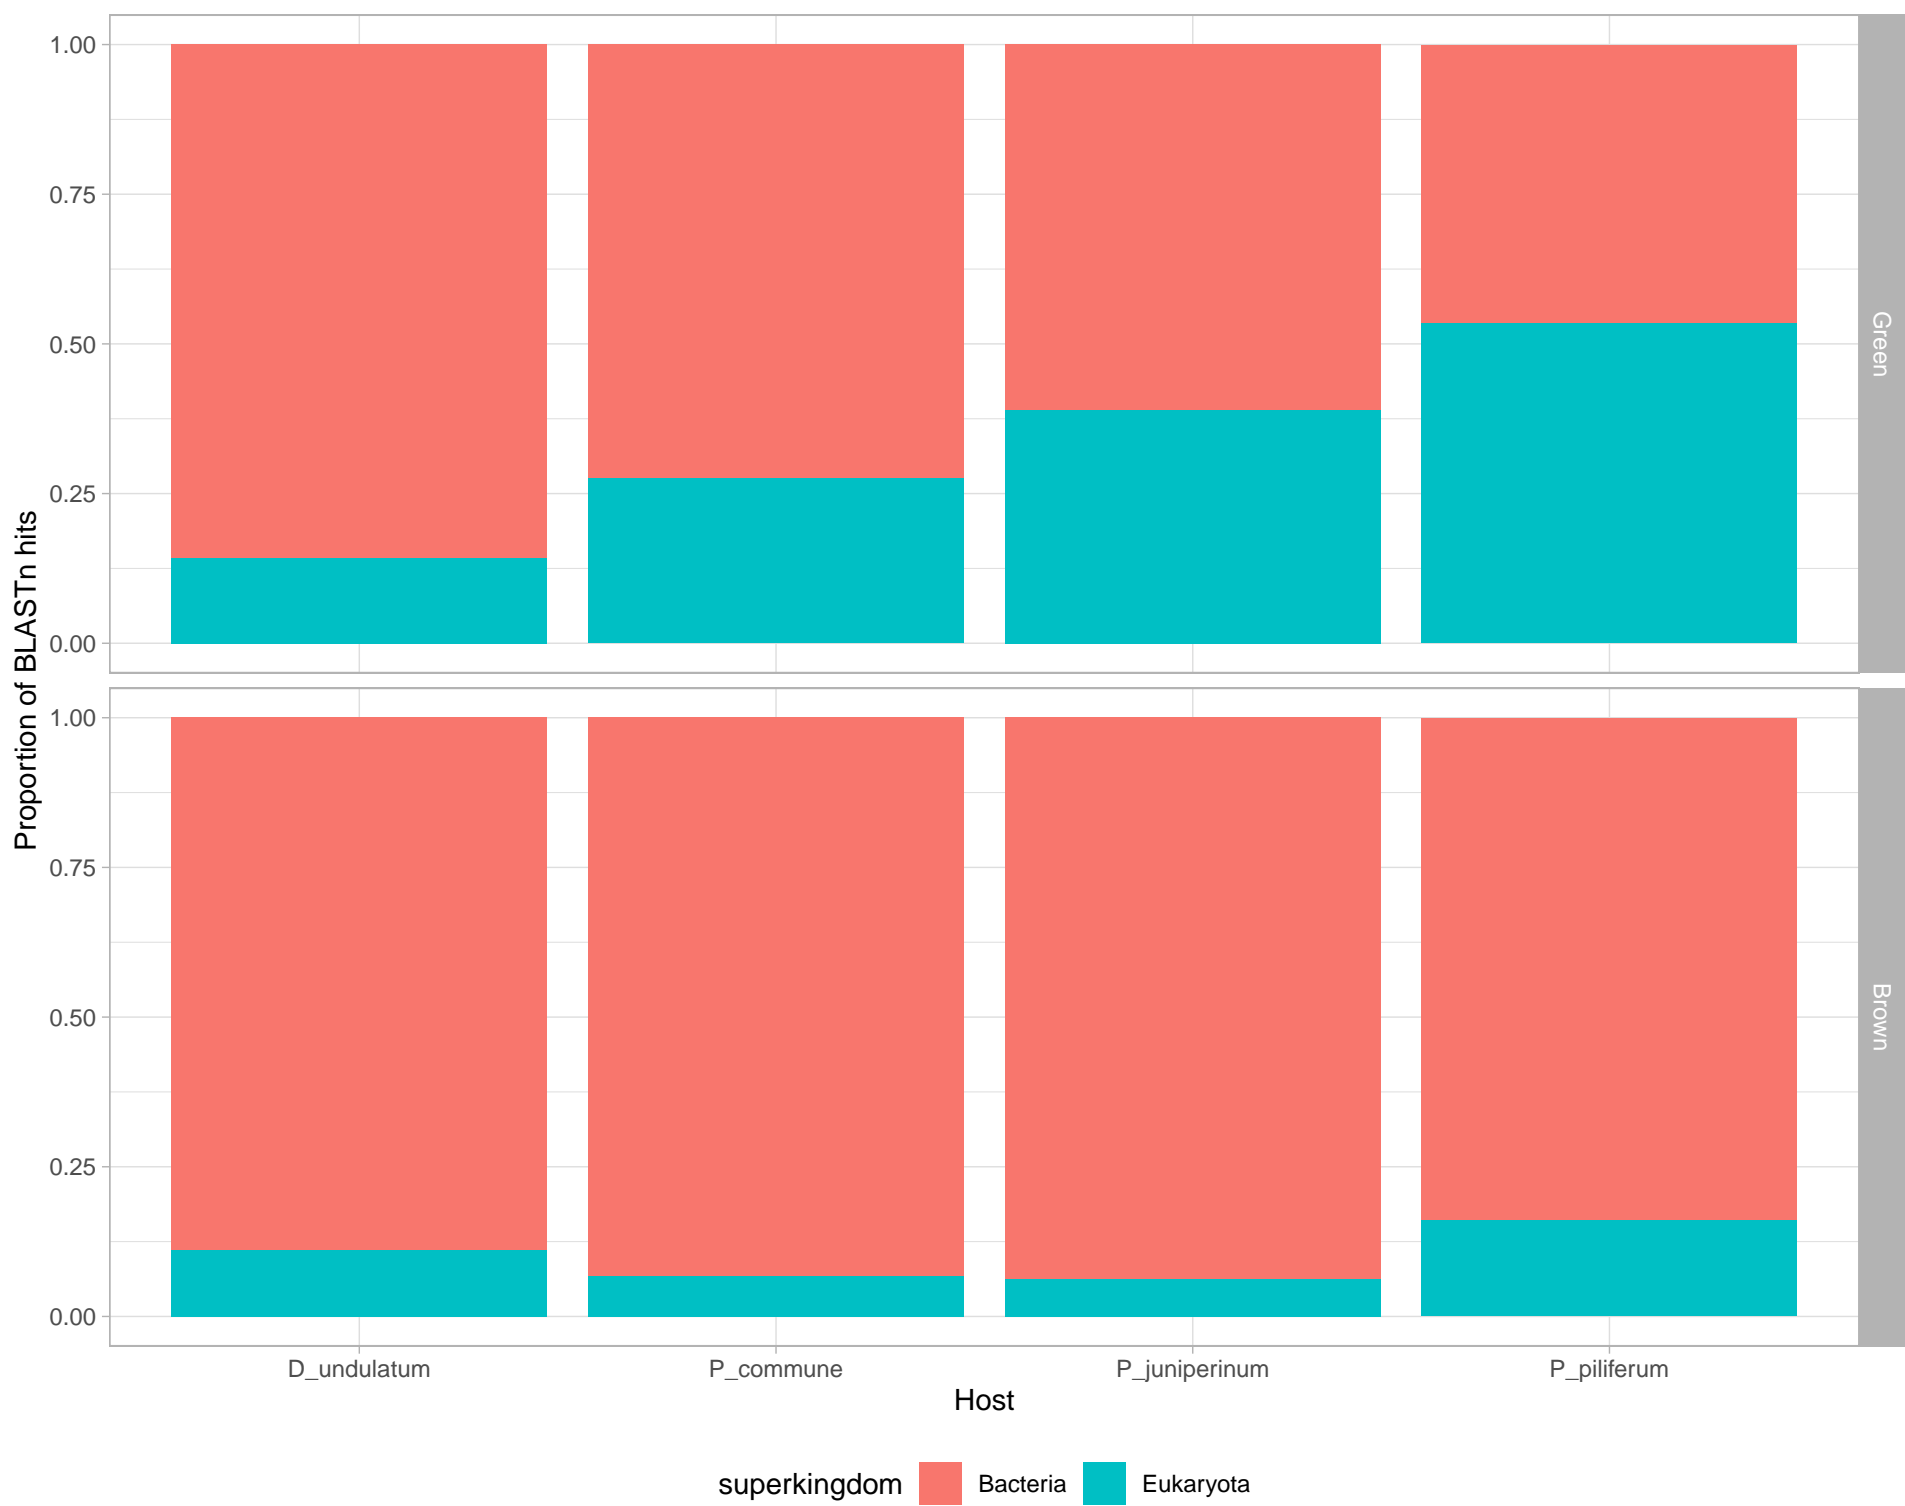 Proportion of BLASTn hits
1.00
0.75
0.50
0.25
0.00
Green
1.00
0.75
0.50
0.25
0.00
Brown
D_undulatum P_commune P_juniperinum P_piliferum
Host
superkingdom Bacteria Eukaryota